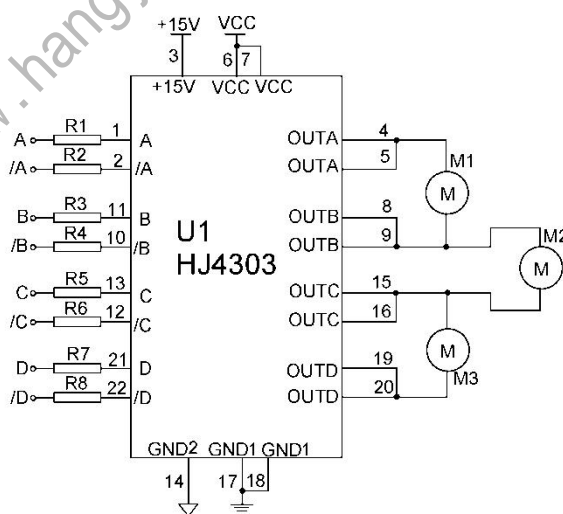 +15V VCC
3 6 7
+15V VCC VCC
A R1 1 A OUTA 4
/A R2 2 /A OUTA 5
M1
M
B R3 11 B OUTB 8
/B R4 10 /B OUTB 9
U1
HJ4303
M2
M
C R5 13 C OUTC 15
/C R6 12 /C OUTC 16
M
M3
D R7 21 D OUTD 19
/D R8 22 /D OUTD 20
GND2 GND1 GND1
14 17 18